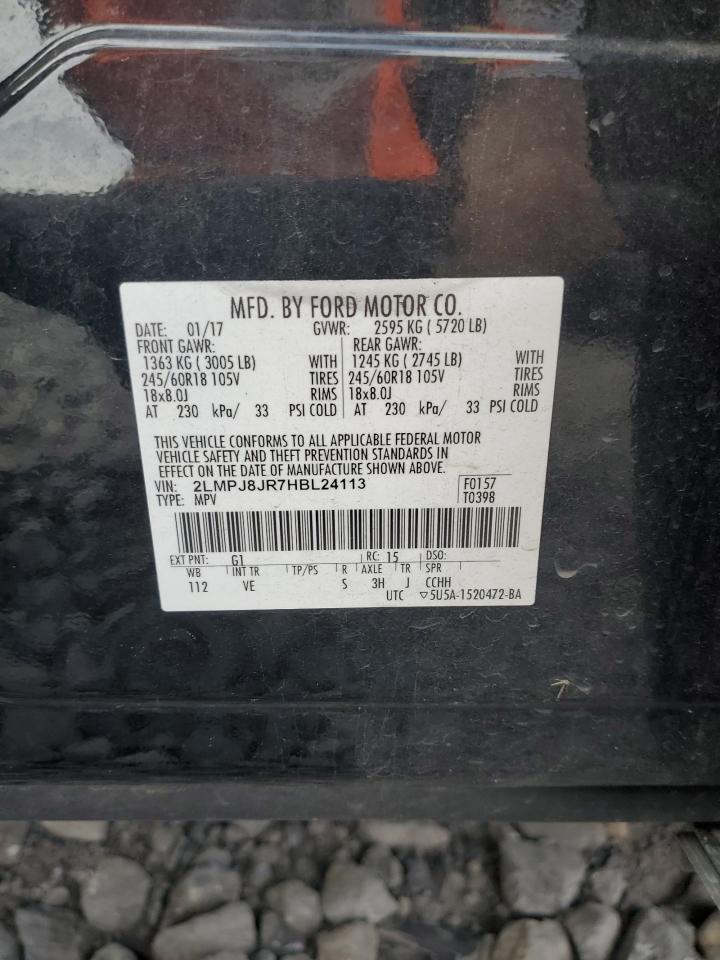 MFD. BY FORD MOTOR CO.
DATE: 01/17 GVWR: 2595 KG ( 5720 LB)
FRONT GAWR: REAR GAWR:
1363 KG ( 3005 LB) WITH 1245 KG ( 2745 LB) WITH
245/60R18 105V TIRES 245/60R18 105V TIRES
18x8.0J RIMS 18x8.0J RIMS
AT 230 kPa/ 33 PSI COLD AT 230 kPa/ 33 PSI COLD
THIS VEHICLE CONFORMS TO ALL APPLICABLE FEDERAL MOTOR
VEHICLE SAFETY AND THEFT PREVENTION STANDARDS IN
EFFECT ON THE DATE OF MANUFACTURE SHOWN ABOVE.
VIN: 2LMPJ8JR7HBL24113 F0157
TYPE: MPV T0398
EXT PNT: G1 RC: 15 DSO:
WB INT TR TP/PS R AXLE TR SPR
112 VE S 3H J CCHH
UTC ▽5U5A-1520472-BA